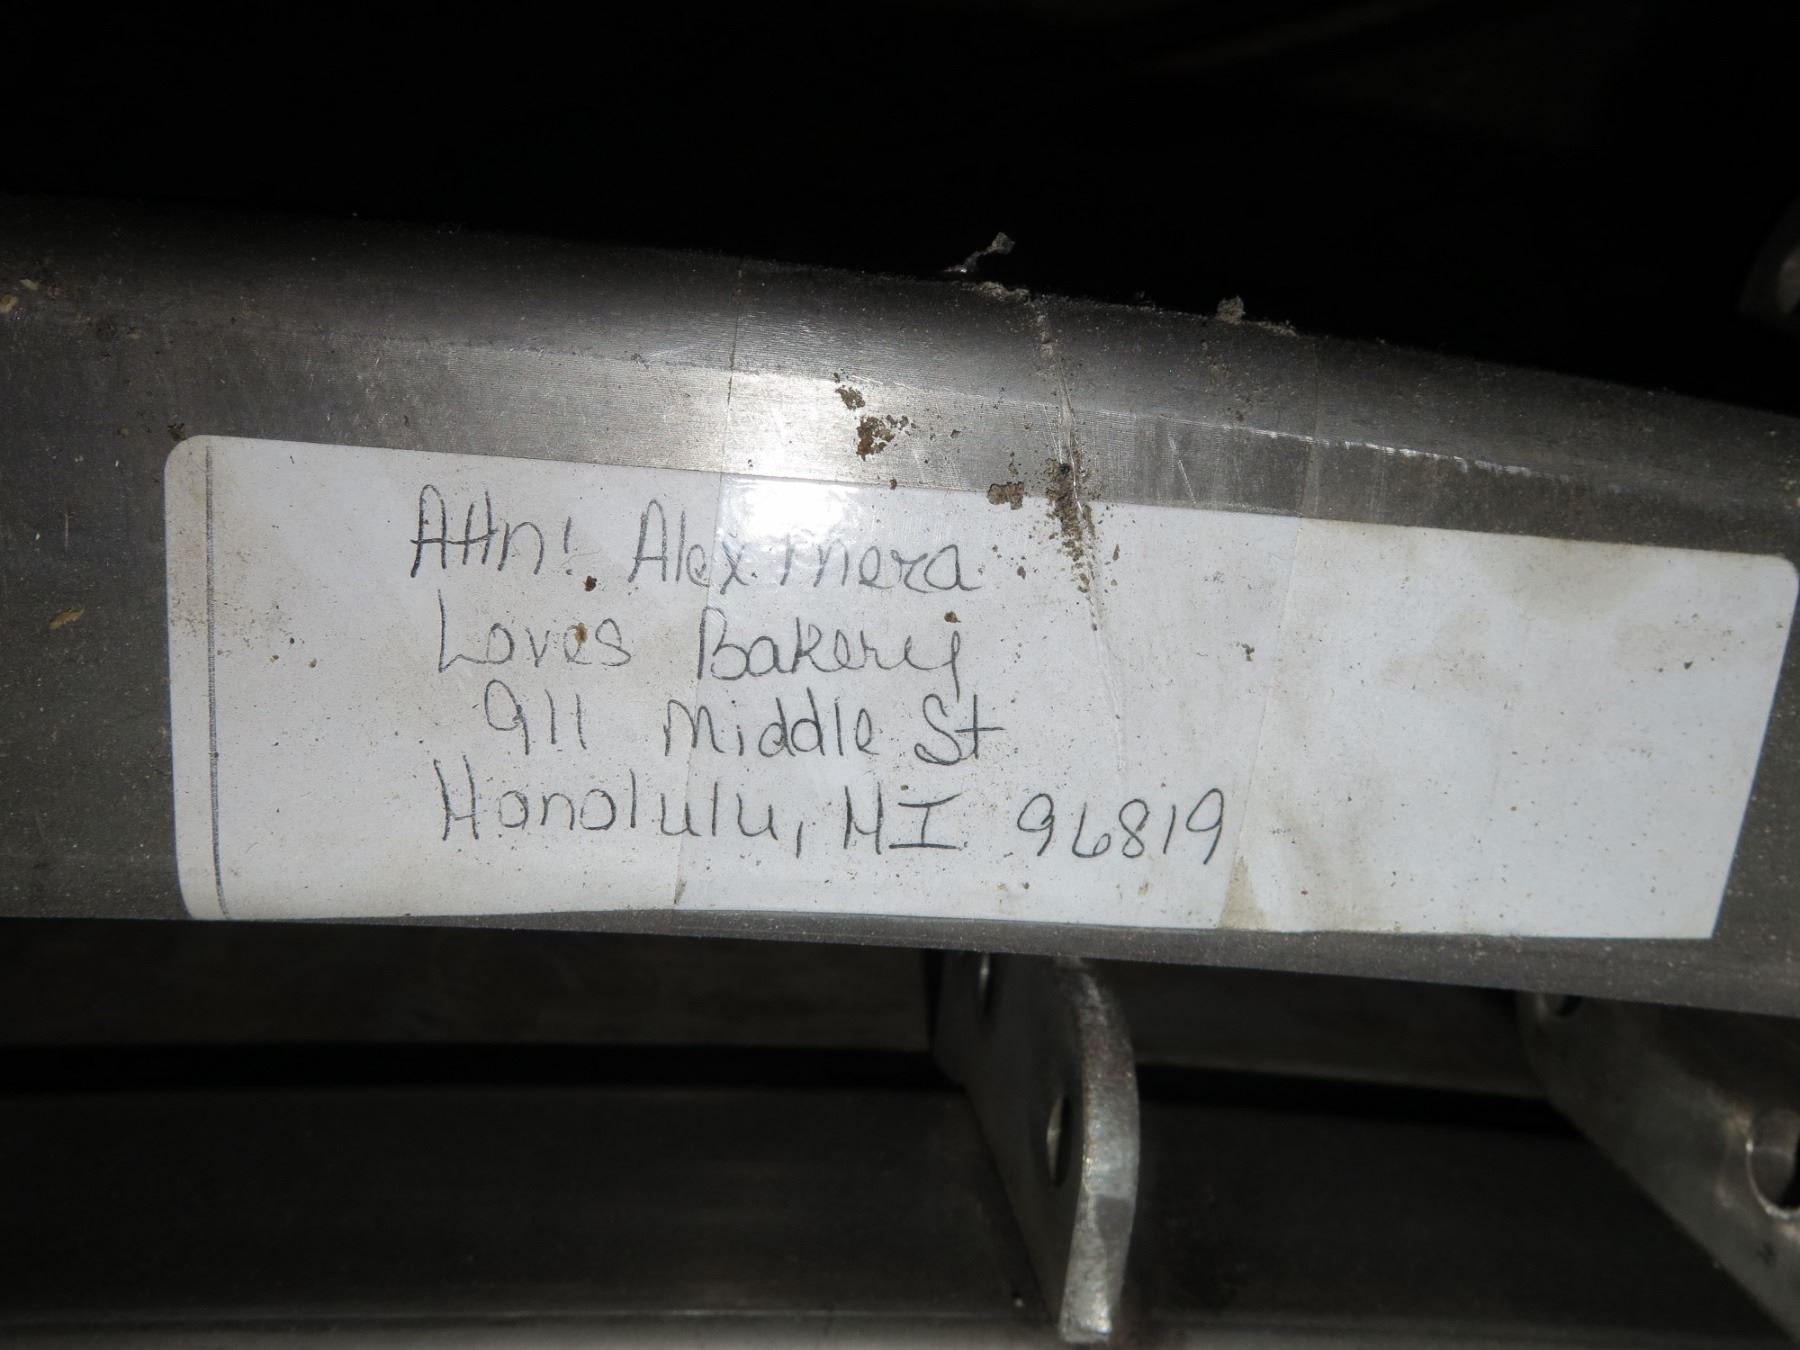 Attn! Alex Mera
Loves Bakery
911 Middle St
Honolulu, HI 96819